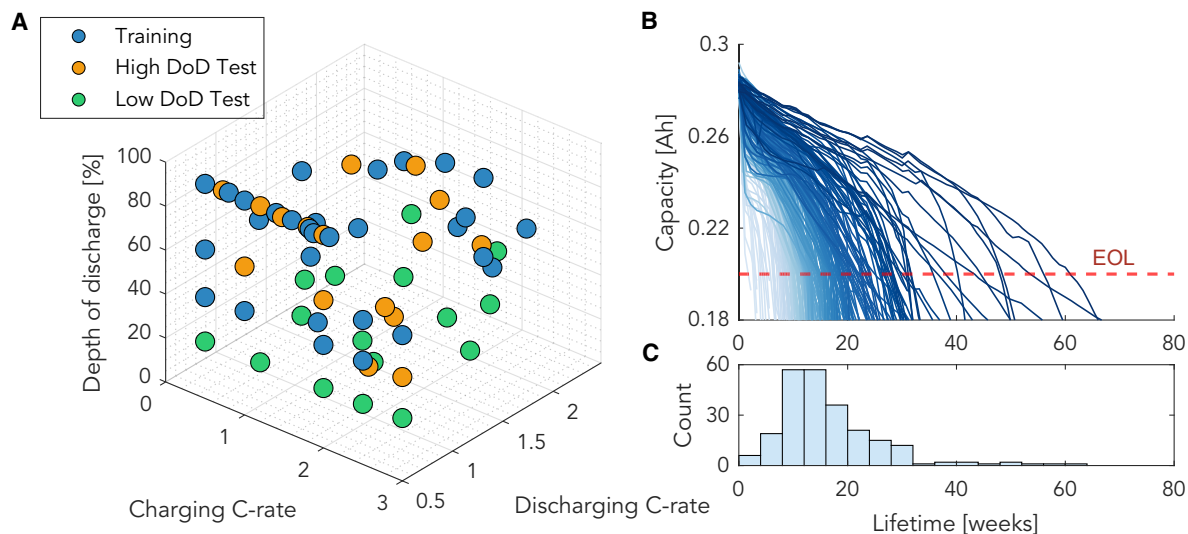 A
Training
High DoD Test
Low DoD Test
Depth of discharge [%]
100
80
60
40
20
0
0
1
2
3
Charging C-rate
0.5
1
1.5
2
Discharging C-rate
B
Capacity [Ah]
0.3
0.26
0.22
0.18
EOL
0 20 40 60 80
C
Count
60
30
0
0 20 40 60 80
Lifetime [weeks]